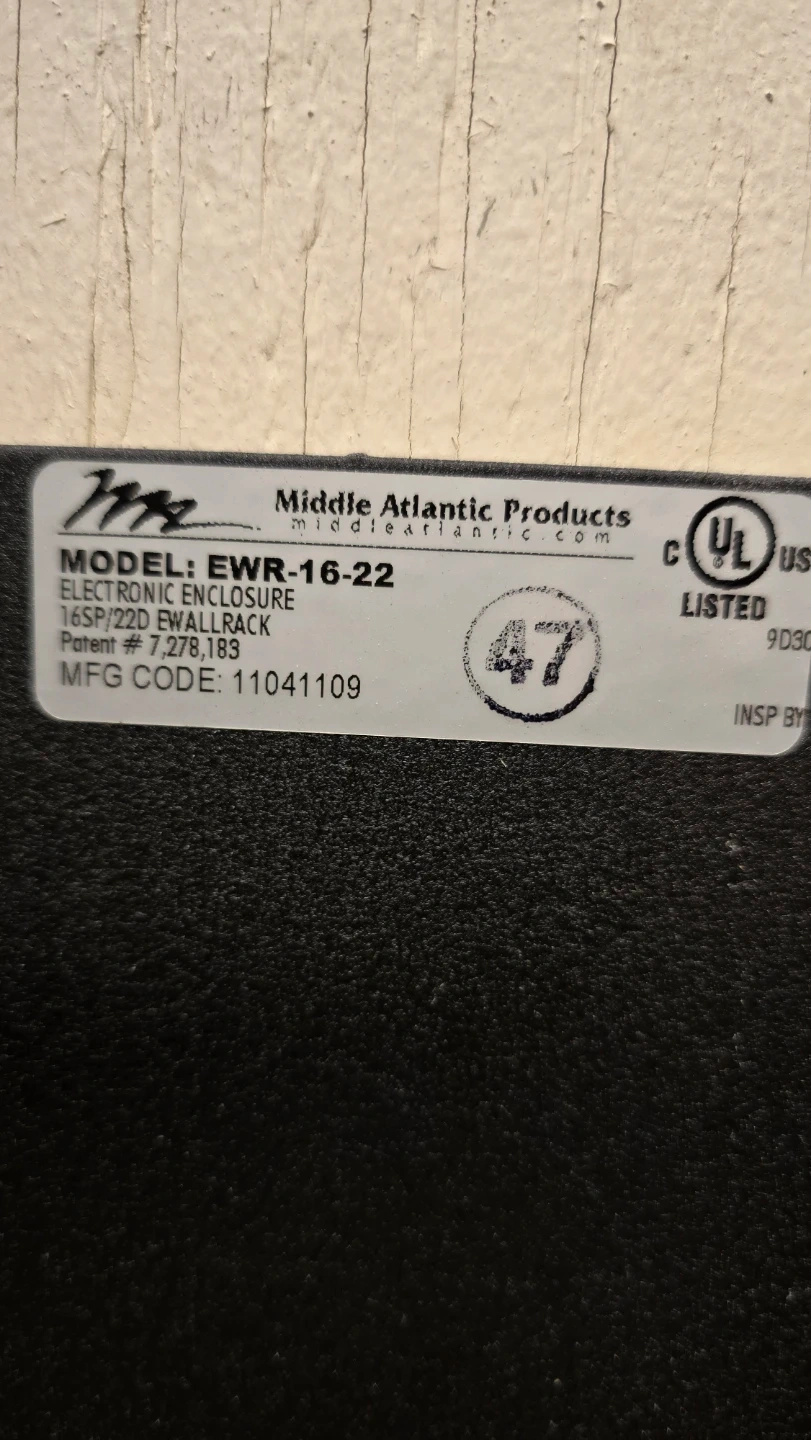 Middle Atlantic Products
middleatlantic.com
MODEL: EWR-16-22
ELECTRONIC ENCLOSURE
16SP/22D EWALLRACK
Patent # 7,278,183
MFG CODE: 11041109
47
C UL US
LISTED
9D30
INSP BY